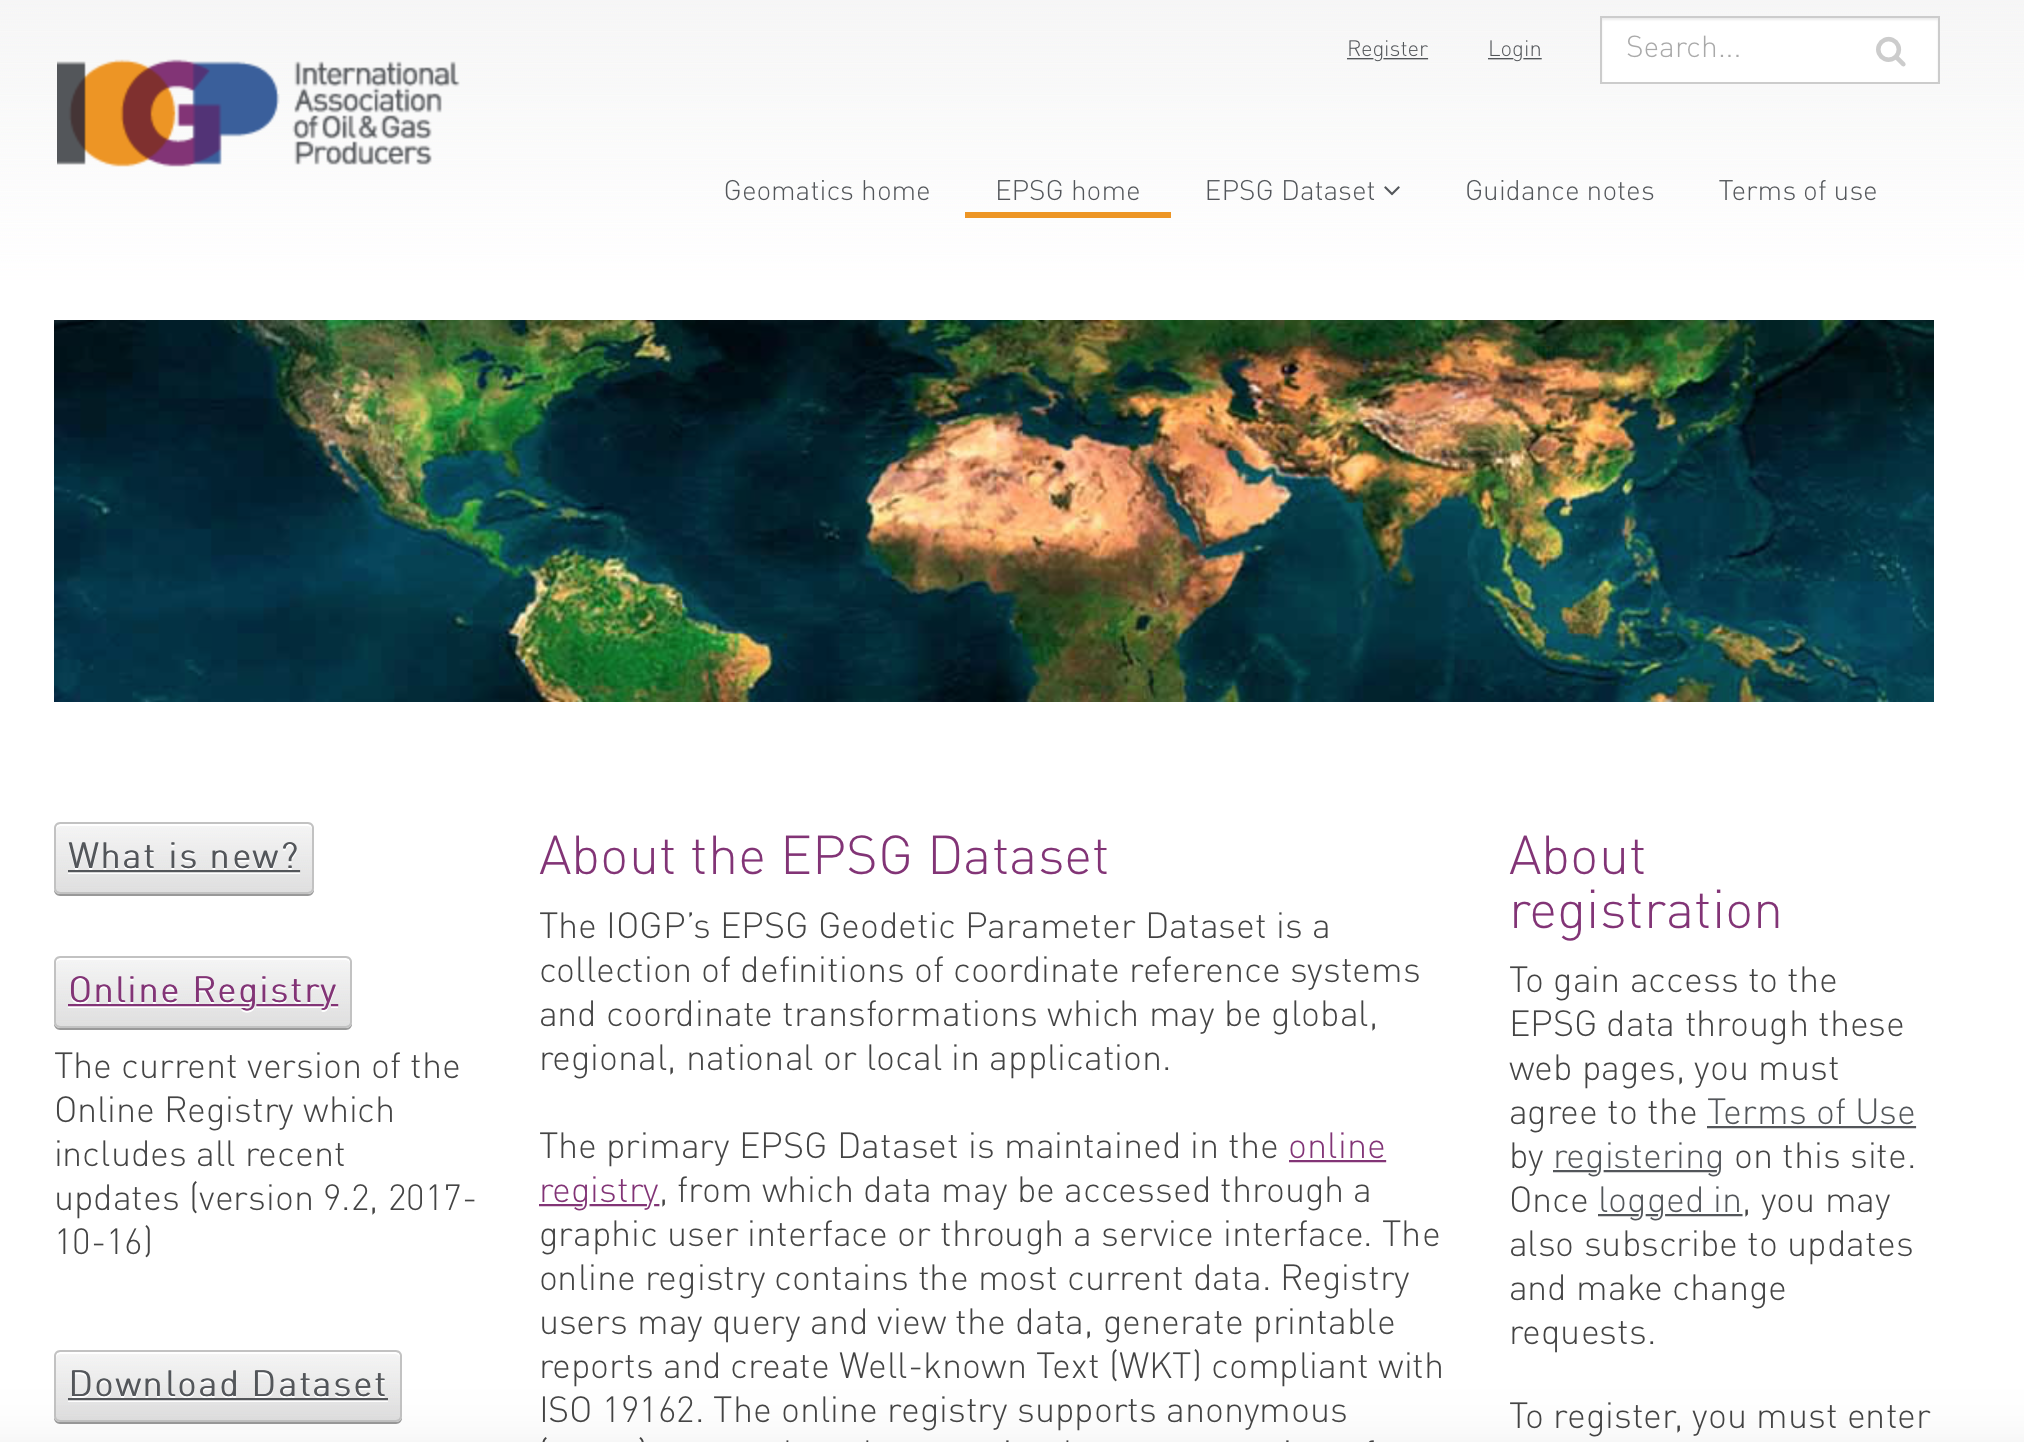 IOGP
International
Association
of Oil & Gas
Producers
Register
Login
Search...
Geomatics home
EPSG home
EPSG Dataset
Guidance notes
Terms of use
What is new?
Online Registry
The current version of the
Online Registry which
includes all recent
updates (version 9.2, 2017-
10-16)
Download Dataset
About the EPSG Dataset
The IOGP’s EPSG Geodetic Parameter Dataset is a
collection of definitions of coordinate reference systems
and coordinate transformations which may be global,
regional, national or local in application.
The primary EPSG Dataset is maintained in the online
registry, from which data may be accessed through a
graphic user interface or through a service interface. The
online registry contains the most current data. Registry
users may query and view the data, generate printable
reports and create Well-known Text (WKT) compliant with
ISO 19162. The online registry supports anonymous
About
registration
To gain access to the
EPSG data through these
web pages, you must
agree to the Terms of Use
by registering on this site.
Once logged in, you may
also subscribe to updates
and make change
requests.
To register, you must enter